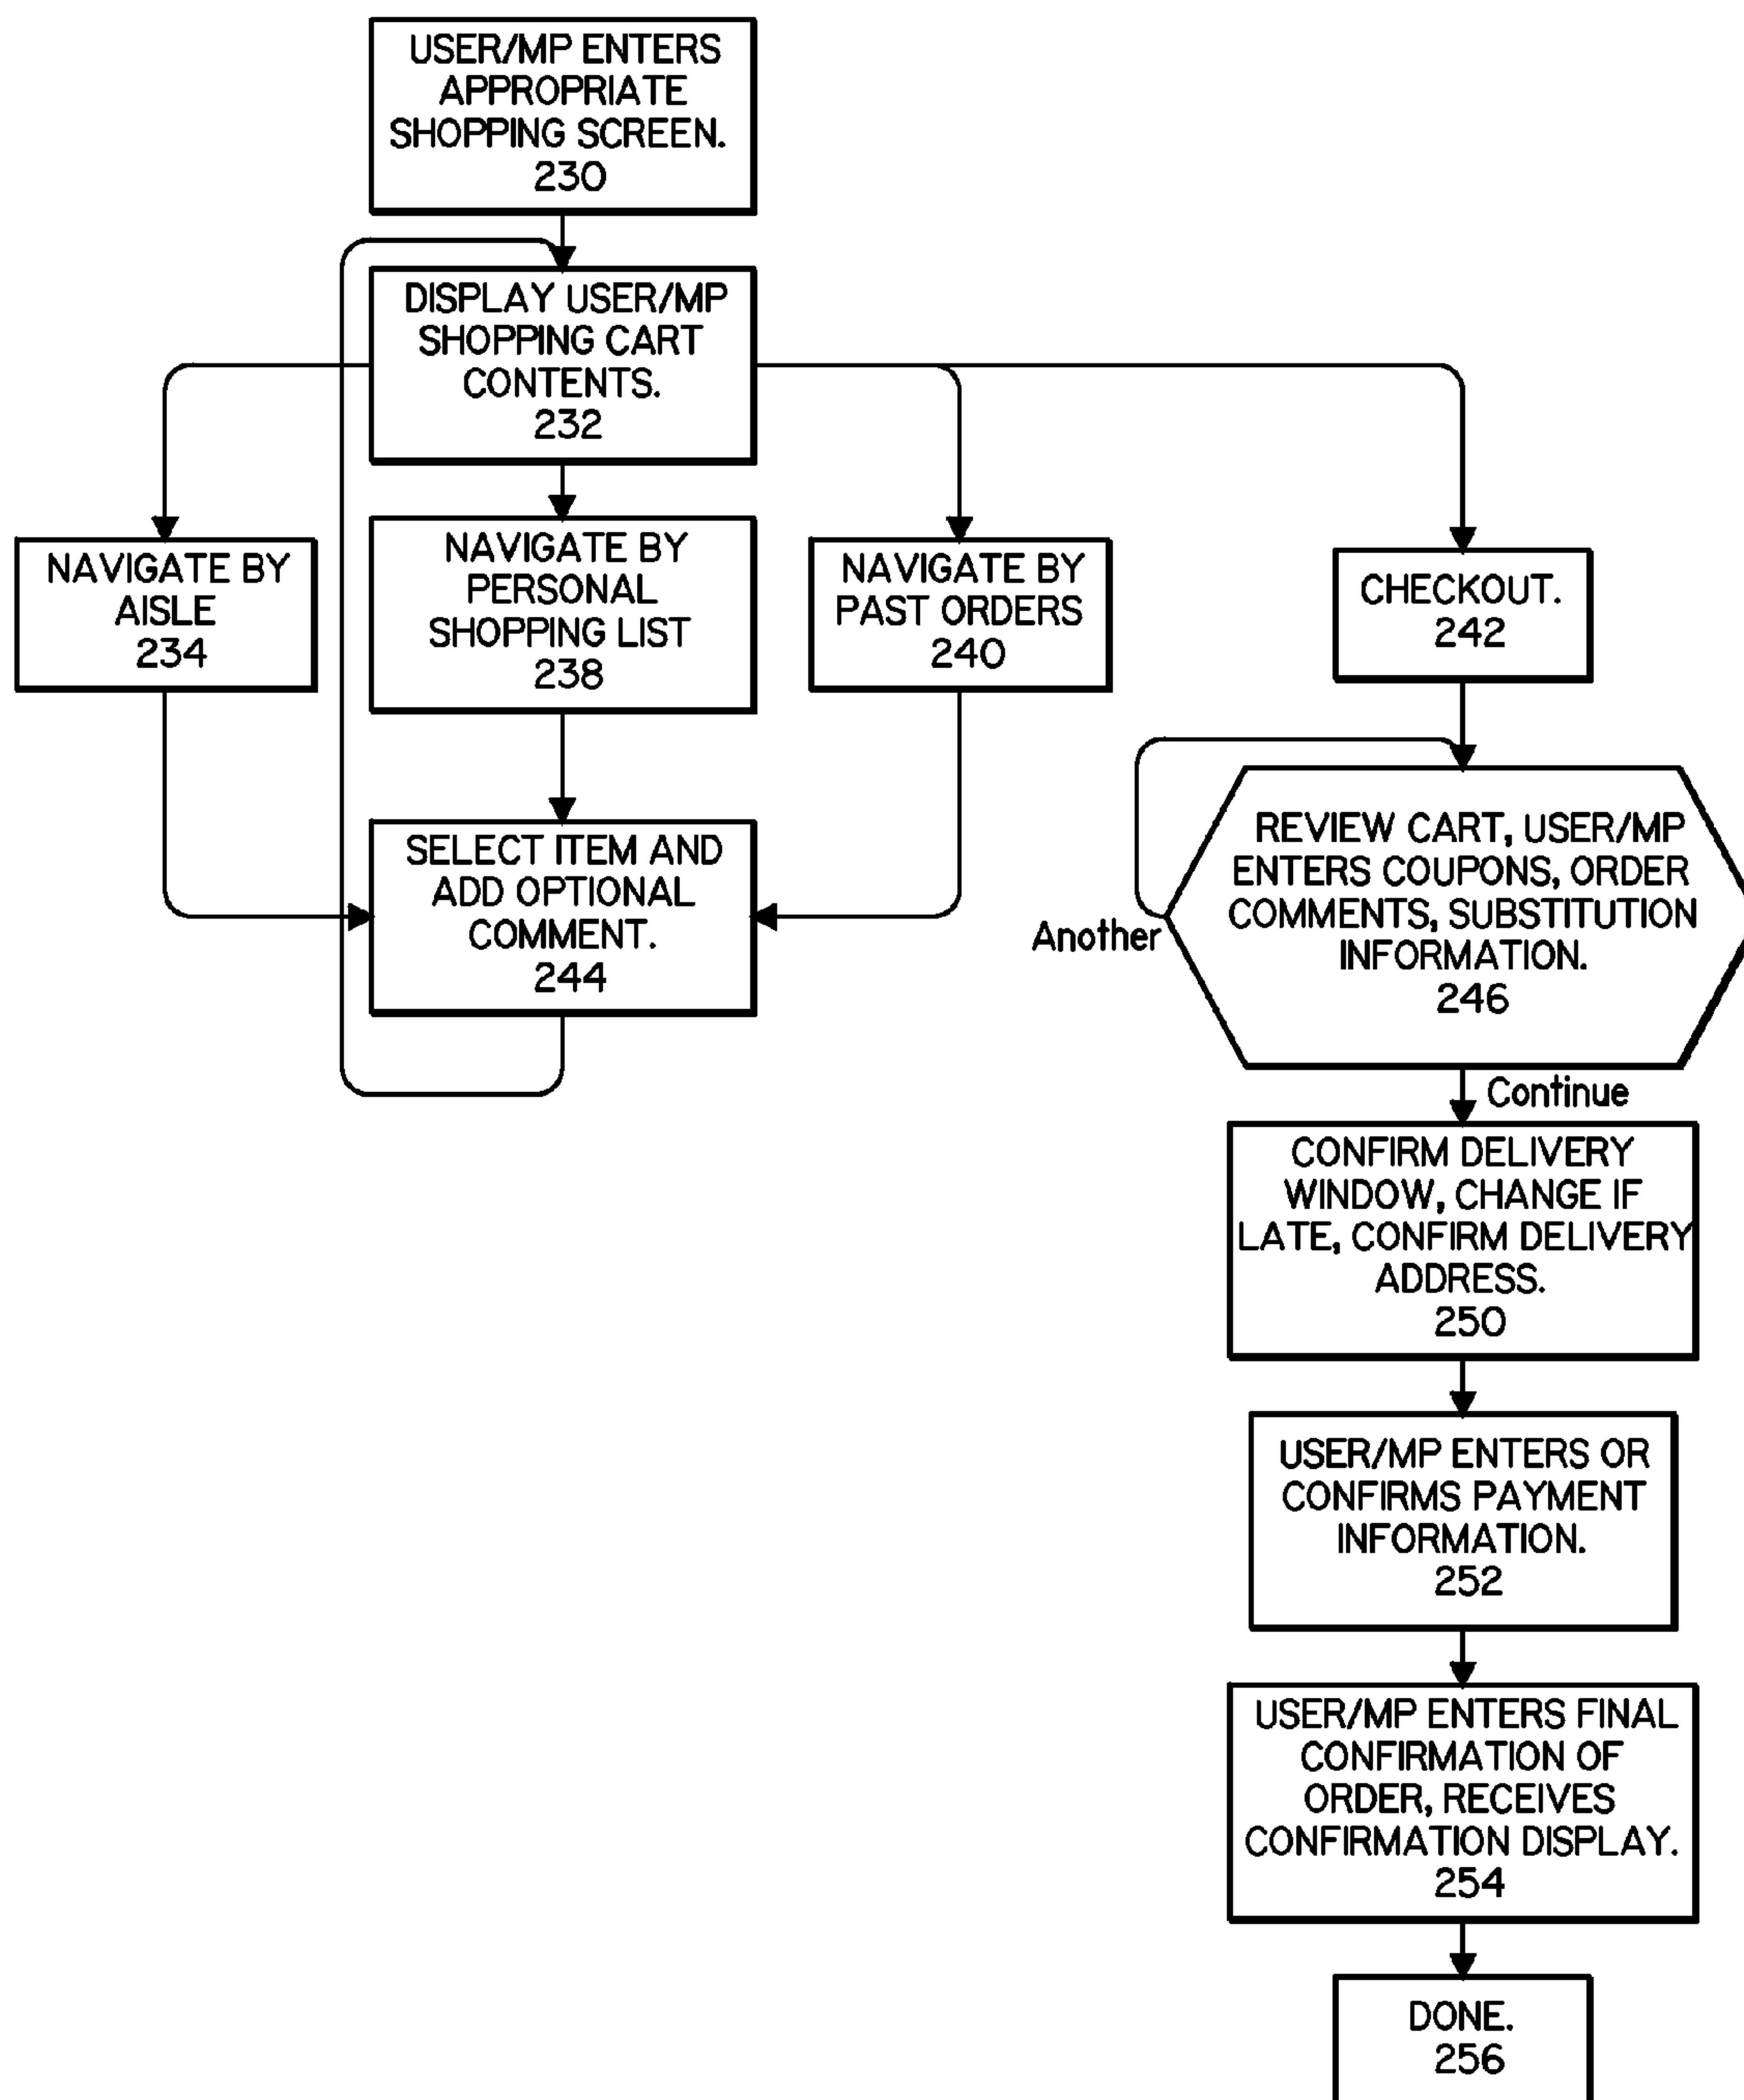 USER/MP ENTERS
APPROPRIATE
SHOPPING SCREEN.
230
DISPLAY USER/MP
SHOPPING CART
CONTENTS.
232
NAVIGATE BY
AISLE
234
NAVIGATE BY
PERSONAL
SHOPPING LIST
238
NAVIGATE BY
PAST ORDERS
240
CHECKOUT.
242
SELECT ITEM AND
ADD OPTIONAL
COMMENT.
244
REVIEW CART, USER/MP
ENTERS COUPONS, ORDER
COMMENTS, SUBSTITUTION
INFORMATION.
246
Another
Continue
CONFIRM DELIVERY
WINDOW, CHANGE IF
LATE, CONFIRM DELIVERY
ADDRESS.
250
USER/MP ENTERS OR
CONFIRMS PAYMENT
INFORMATION.
252
USER/MP ENTERS FINAL
CONFIRMATION OF
ORDER, RECEIVES
CONFIRMATION DISPLAY.
254
DONE.
256